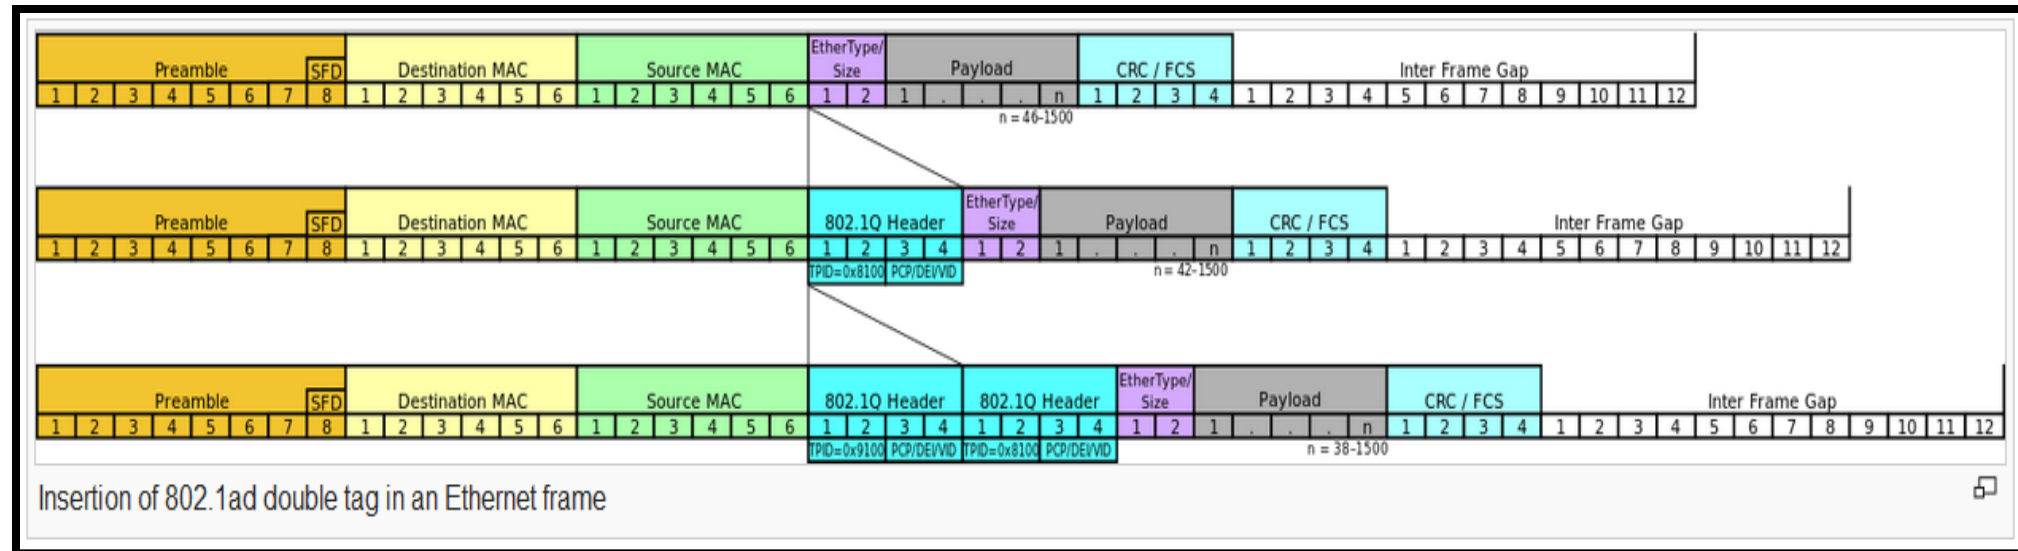 EtherType/
Preamble SFD Destination MAC Source MAC Size Payload CRC / FCS Inter Frame Gap
1 2 3 4 5 6 7 8 1 2 3 4 5 6 1 2 3 4 5 6 1 2 1 . . . n 1 2 3 4 1 2 3 4 5 6 7 8 9 10 11 12
n = 46-1500
EtherType/
Preamble SFD Destination MAC Source MAC 802.1Q Header Size Payload CRC / FCS Inter Frame Gap
1 2 3 4 5 6 7 8 1 2 3 4 5 6 1 2 3 4 5 6 1 2 3 4 1 2 1 . . . n 1 2 3 4 1 2 3 4 5 6 7 8 9 10 11 12
TPID=0x8100 PCP/DEI/VID n = 42-1500
EtherType/
Preamble SFD Destination MAC Source MAC 802.1Q Header 802.1Q Header Size Payload CRC / FCS Inter Frame Gap
1 2 3 4 5 6 7 8 1 2 3 4 5 6 1 2 3 4 5 6 1 2 3 4 1 2 3 4 1 2 1 . . . n 1 2 3 4 1 2 3 4 5 6 7 8 9 10 11 12
TPID=0x9100 PCP/DEI/VID TPID=0x8100 PCP/DEI/VID n = 38-1500
Insertion of 802.1ad double tag in an Ethernet frame